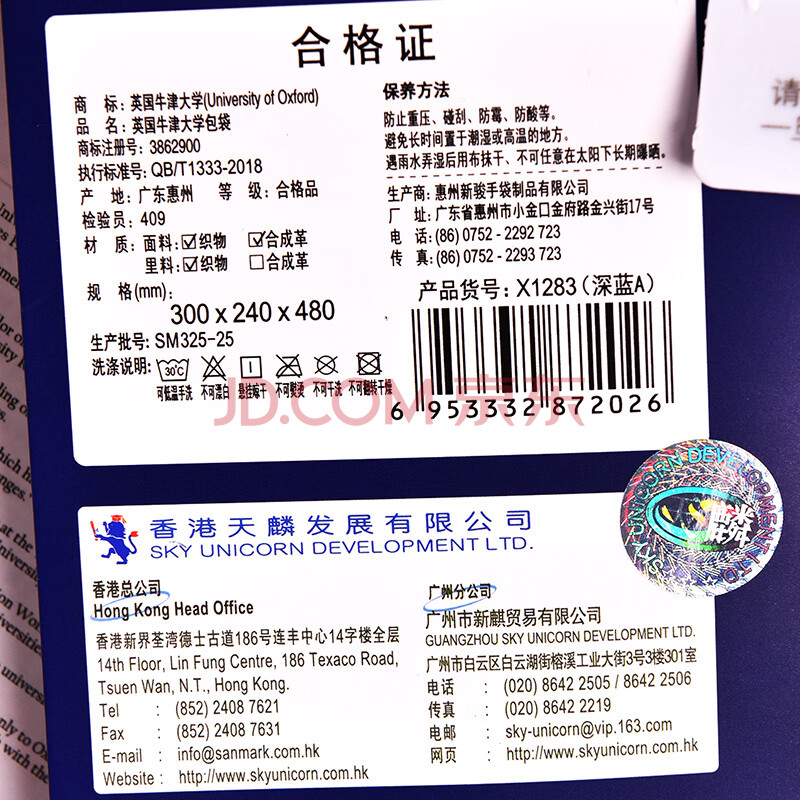 合格证
商 标：英国牛津大学(University of Oxford)
品 名：英国牛津大学包袋
商标注册号：3862900
执行标准号：QB/T1333-2018
产 地：广东惠州 等 级：合格品
检验员：409
材 质：面料：☑织物 ☑合成革
里料：☑织物 □合成革
规 格(mm)：
300 x 240 x 480
生产批号：SM325-25
洗涤说明：
30℃
可低温手洗 不可漂白 悬挂晾干 不可熨烫 不可干洗 不可翻转干燥
保养方法
防止重压、碰刮、防霉、防酸等。
避免长时间置于潮湿或高温的地方。
遇雨水弄湿后用布抹干、不可任意在太阳下长期曝晒。
生产商：惠州新骏手袋制品有限公司
厂 址：广东省惠州市小金口金府路金兴街17号
电 话：(86) 0752 - 2292 723
传 真：(86) 0752 - 2293 723
产品货号：X1283（深蓝A）
6 953332 872026
JD.COM 京东
请
SKY UNICORN DEVELOPMENT LTD
麟
香港天麟发展有限公司
SKY UNICORN DEVELOPMENT LTD.
香港总公司
Hong Kong Head Office
香港新界荃湾德士古道186号连丰中心14字楼全层
14th Floor, Lin Fung Centre, 186 Texaco Road,
Tsuen Wan, N.T., Hong Kong.
Tel : (852) 2408 7621
Fax : (852) 2408 7631
E-mail : info@sanmark.com.hk
Website : http://www.skyunicorn.com.hk
广州分公司
广州市新麒贸易有限公司
GUANGZHOU SKY UNICORN DEVELOPMENT LTD.
广州市白云区白云湖街榕溪工业大街3号3楼301室
电话 : (020) 8642 2505 / 8642 2506
传真 : (020) 8642 2219
电邮 : sky-unicorn@vip.163.com
网页 : http://www.skyunicorn.com.hk